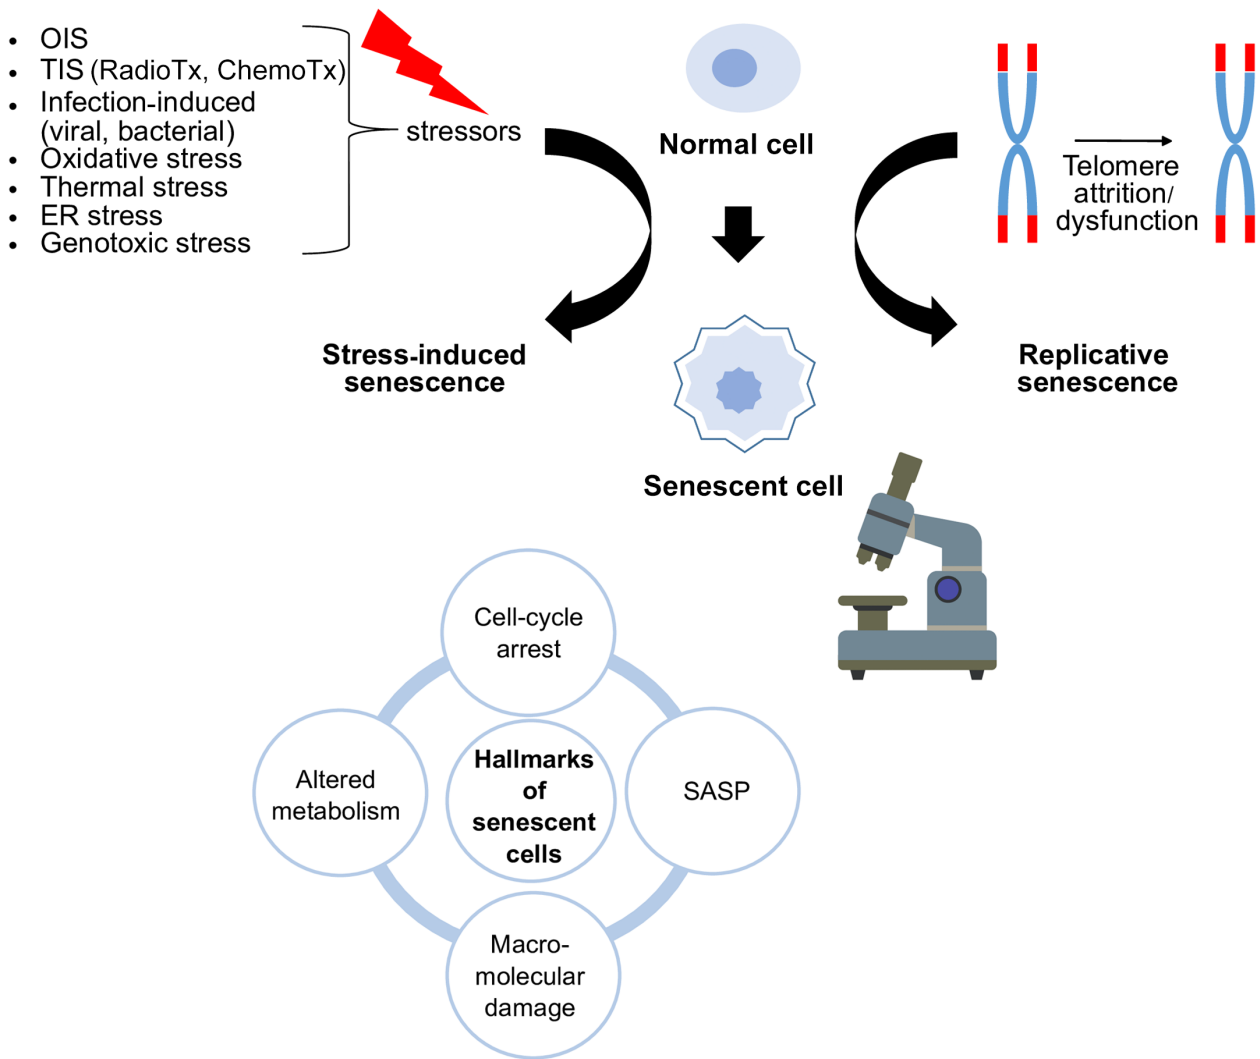 • OIS
• TIS (RadioTx, ChemoTx)
• Infection-induced
(viral, bacterial)
• Oxidative stress
• Thermal stress
• ER stress
• Genotoxic stress
stressors
Normal cell
Telomere
attrition/
dysfunction
Stress-induced
senescence
Replicative
senescence
Senescent cell
Cell-cycle
arrest
Altered
metabolism
Hallmarks
of
senescent
cells
SASP
Macro-
molecular
damage